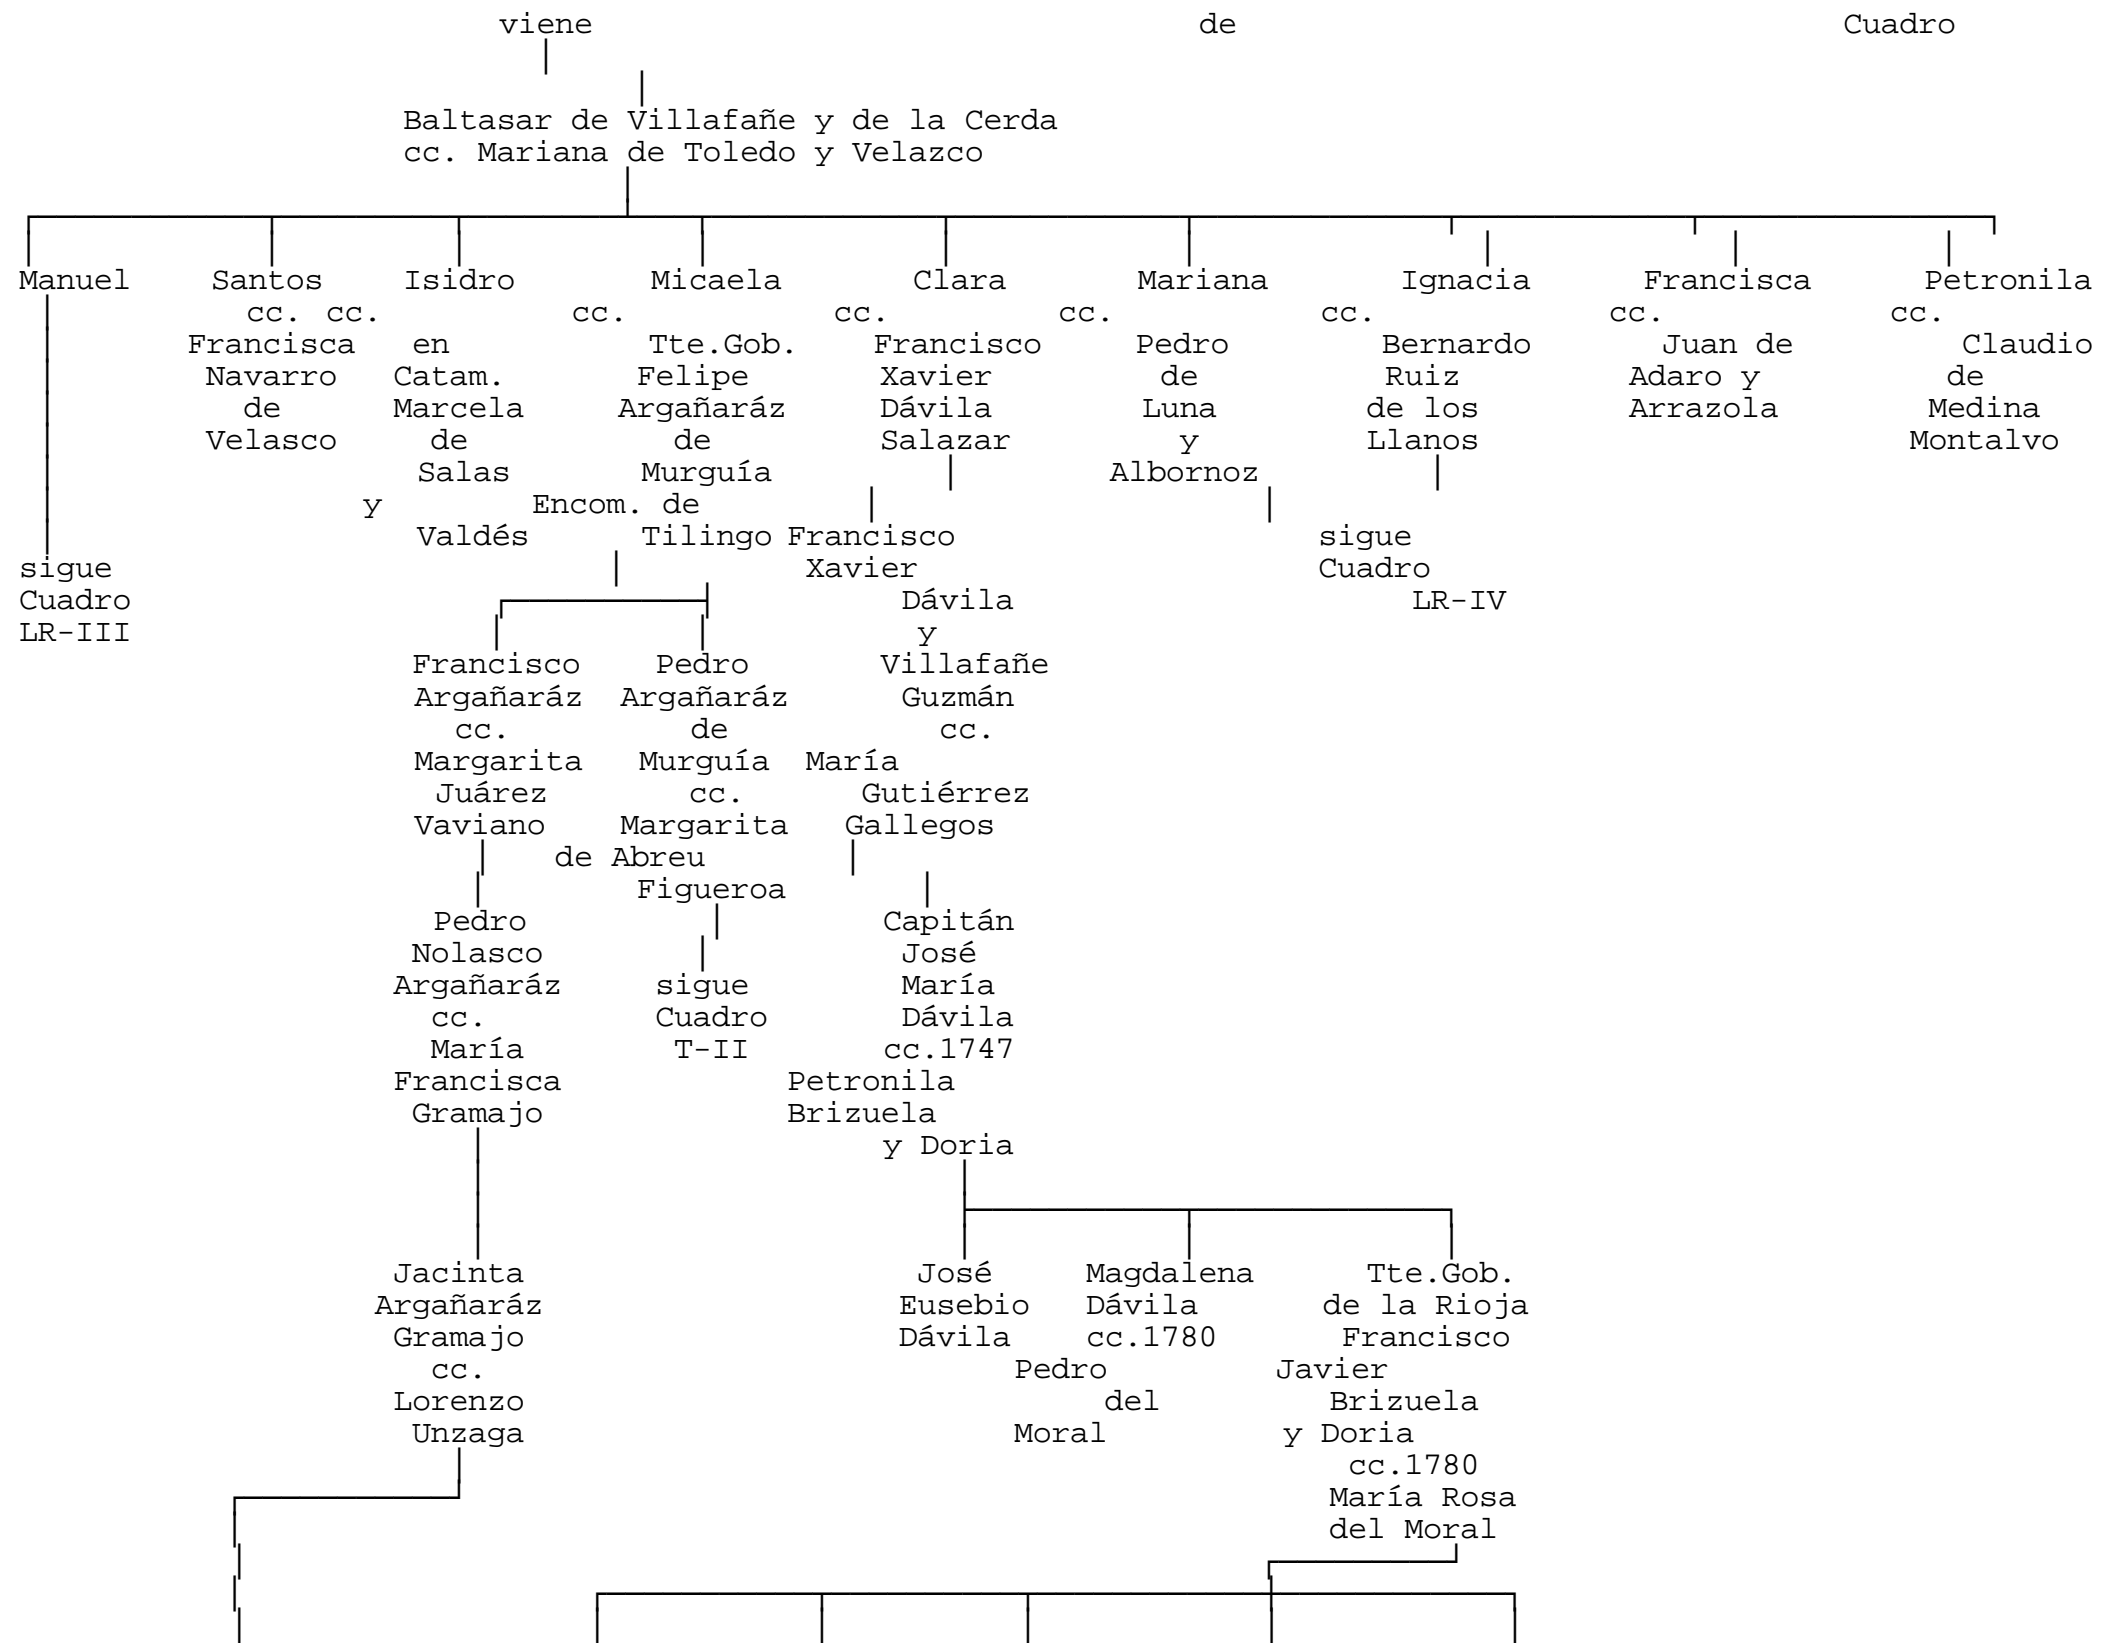 viene de Cuadro
Baltasar de Villafañe y de la Cerda
cc. Mariana de Toledo y Velazco
Manuel Santos Isidro Micaela Clara Mariana Ignacia Francisca Petronila
cc. cc. cc. cc. cc. cc. cc. cc.
Francisca en Tte.Gob. Francisco Pedro Bernardo Juan de Claudio
Navarro Catam. Felipe Xavier de Ruiz Adaro y de
de Marcela Argañaráz Dávila Luna de los Arrazola Medina
Velasco de de Salazar y Llanos Montalvo
Salas Murguía Albornoz
y Encom. de
Valdés Tilingo Francisco sigue
sigue Xavier Cuadro
Cuadro Dávila LR-IV
LR-III y
Francisco Pedro Villafañe
Argañaráz Argañaráz Guzmán
cc. de cc.
Margarita Murguía María
Juárez cc. Gutiérrez
Vaviano Margarita Gallegos
de Abreu
Figueroa
Pedro Capitán
Nolasco José
Argañaráz sigue María
cc. Cuadro Dávila
María T-II cc.1747
Francisca Petronila
Gramajo Brizuela
y Doria
Jacinta José Magdalena Tte.Gob.
Argañaráz Eusebio Dávila de la Rioja
Gramajo Dávila cc.1780 Francisco
cc. Pedro Javier
Lorenzo del Brizuela
Unzaga Moral y Doria
cc.1780
María Rosa
del Moral